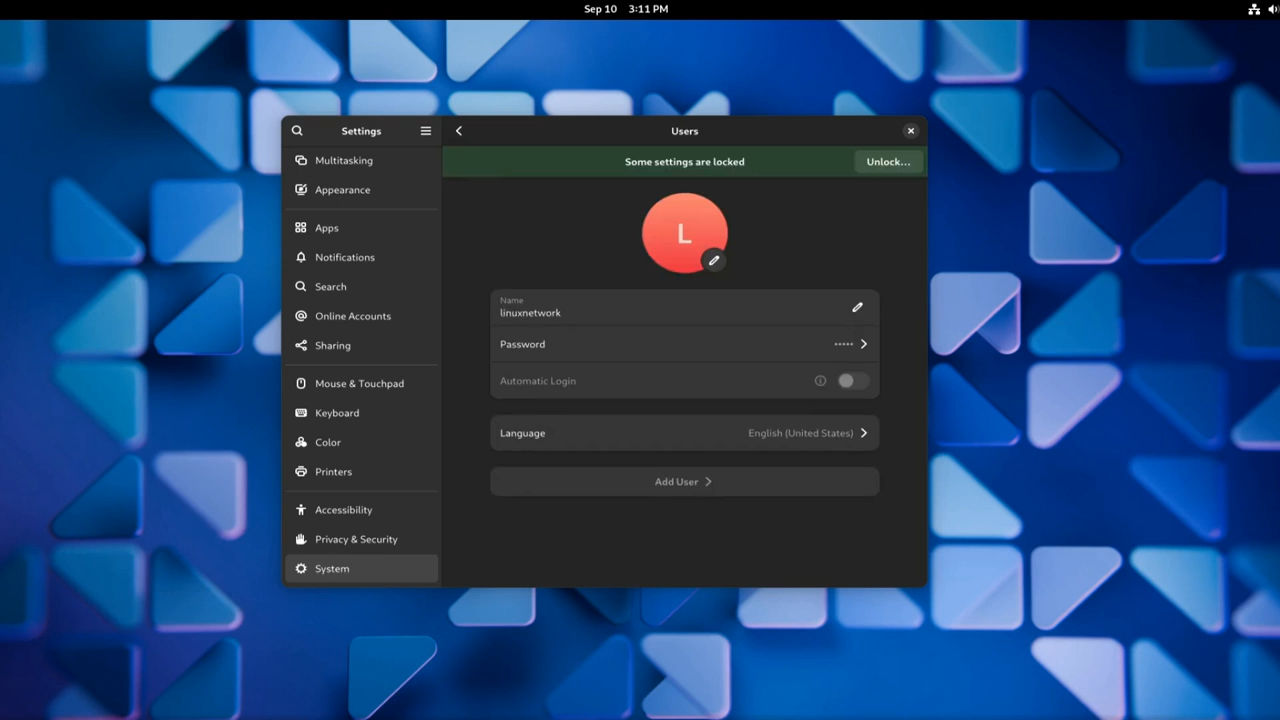 Sep 10 3:11 PM
Settings
Users
Some settings are locked
Unlock...
Multitasking
Appearance
Apps
Notifications
Search
Online Accounts
Sharing
Mouse & Touchpad
Keyboard
Color
Printers
Accessibility
Privacy & Security
System
L
Name
linuxnetwork
Password
Automatic Login
Language
English (United States)
Add User